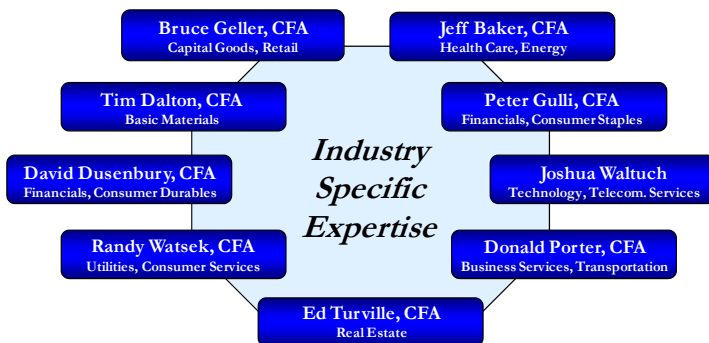 Bruce Geller, CFA
Capital Goods, Retail
Jeff Baker, CFA
Health Care, Energy
Tim Dalton, CFA
Basic Materials
Peter Gulli, CFA
Financials, Consumer Staples
Industry
Specific
Expertise
David Dusenbury, CFA
Financials, Consumer Durables
Joshua Waltuch
Technology, Telecom. Services
Randy Watsek, CFA
Utilities, Consumer Services
Donald Porter, CFA
Business Services, Transportation
Ed Turville, CFA
Real Estate